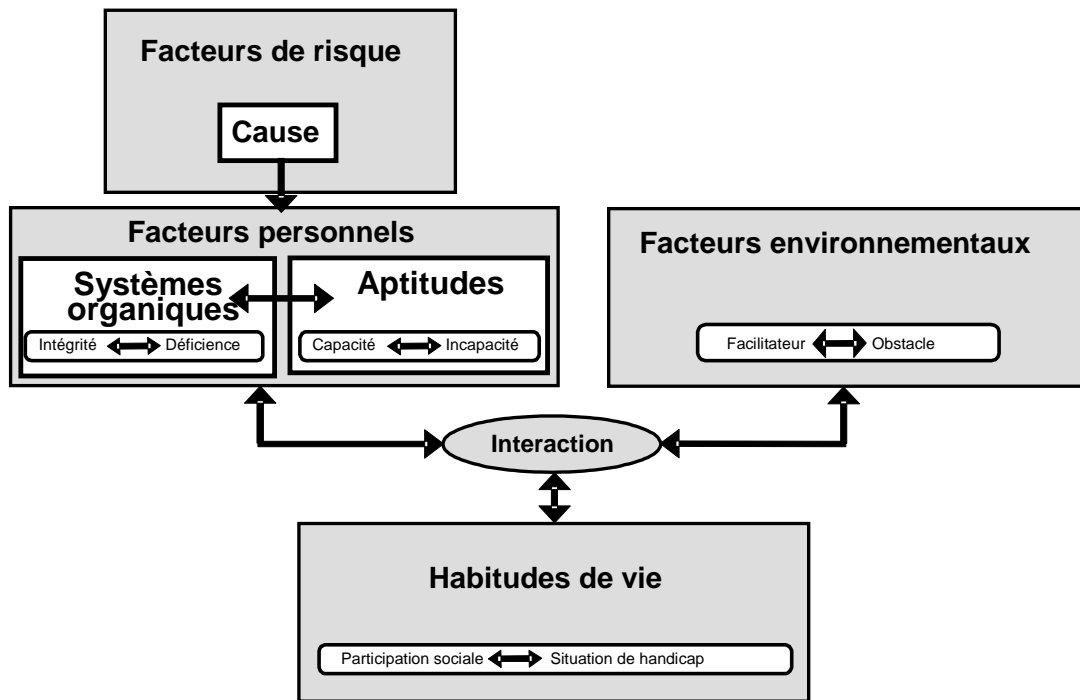 Facteurs de risque
Cause
Facteurs personnels
Systèmes
organiques
Intégrité Déficience
Aptitudes
Capacité Incapacité
Facteurs environnementaux
Facilitateur Obstacle
Interaction
Habitudes de vie
Participation sociale Situation de handicap